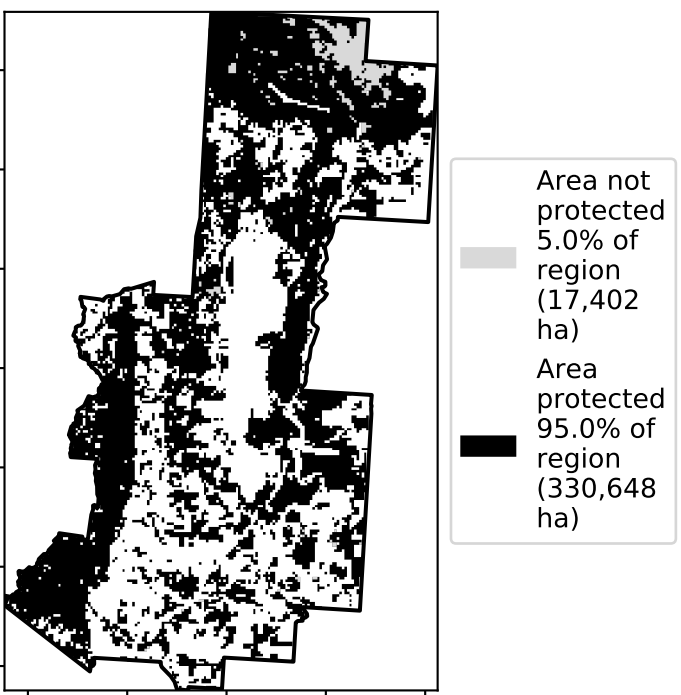 Area not
protected
5.0% of
region
(17,402
ha)
Area
protected
95.0% of
region
(330,648
ha)